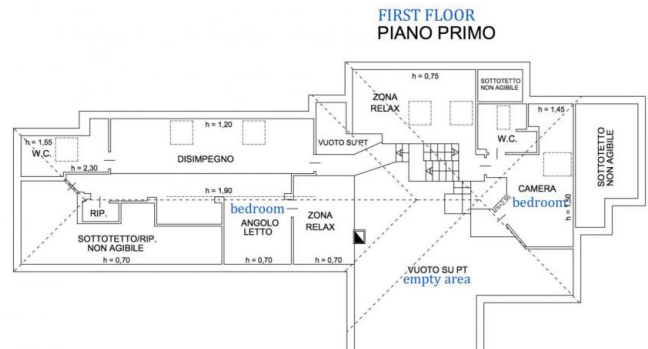 FIRST FLOOR
PIANO PRIMO
h = 0,75
SOTTOTETTO
NON AGIBILE
ZONA
RELAX
h = 1,45
h = 1,20
VUOTO SU PT
W.C.
SOTTOTETTO
NON AGIBILE
h = 1,55
W.C.
DISIMPEGNO
h = 2,30
h = 1,90
CAMERA
bedroom
h = 1,50
RIP.
bedroom
ANGOLO
LETTO
ZONA
RELAX
SOTTOTETTO/RIP.
NON AGIBILE
h = 0,70
h = 0,70
h = 0,70
VUOTO SU PT
empty area